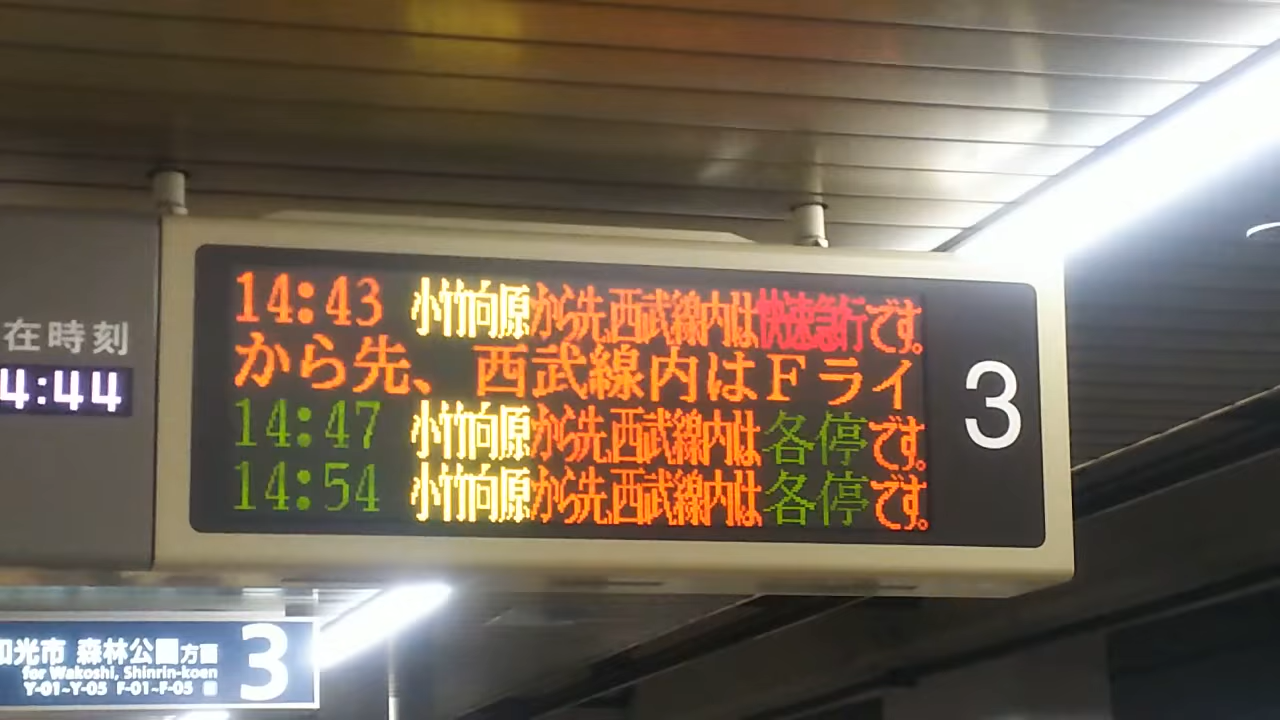 14:43 小竹向原から先、西武線内は快速急行です。
から先、西武線内はＦライ
14:47 小竹向原から先、西武線内は各停です。
14:54 小竹向原から先、西武線内は各停です。
3
在時刻
4:44
和光市 森林公園方面 3
for Wakoshi, Shinrin-koen
Y-01~Y-05 F-01~F-05